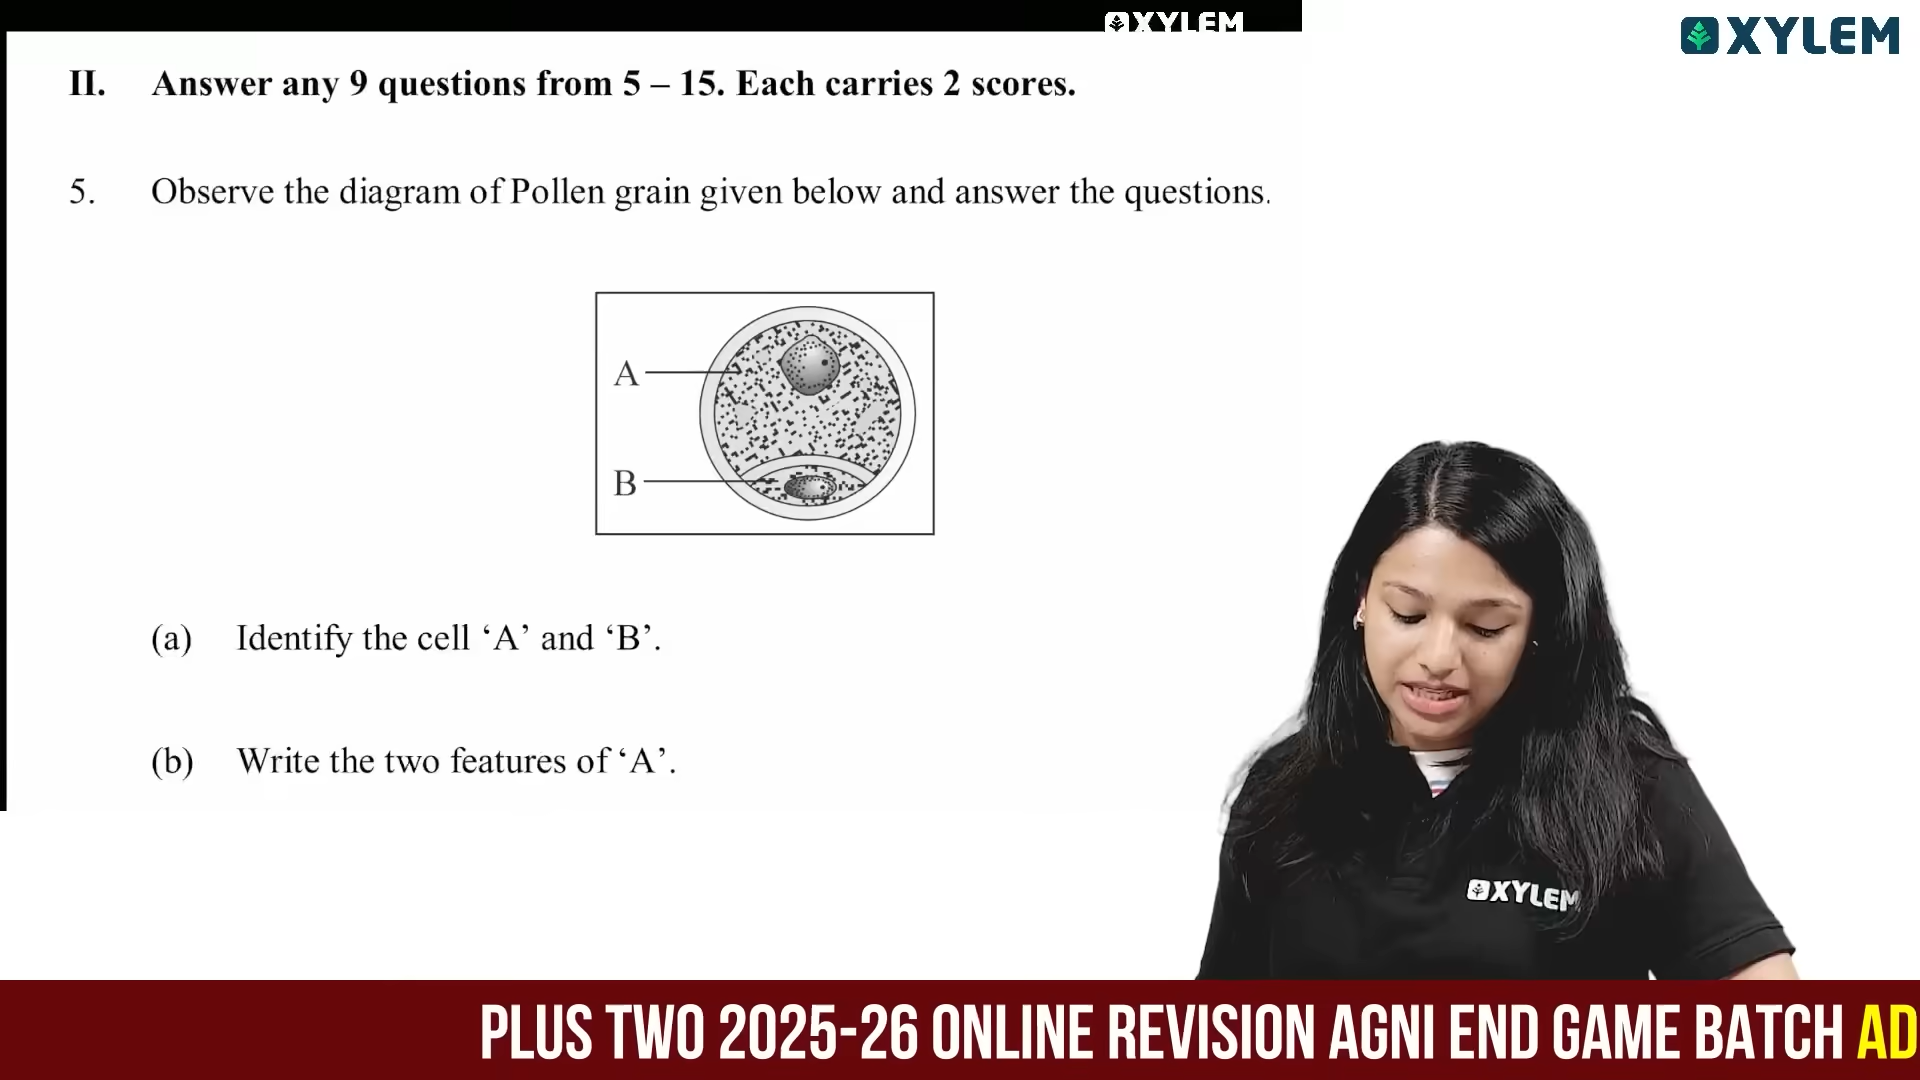 XYLEM
XYLEM
II. Answer any 9 questions from 5 – 15. Each carries 2 scores.
5. Observe the diagram of Pollen grain given below and answer the questions.
A
B
(a) Identify the cell ‘A’ and ‘B’.
(b) Write the two features of ‘A’.
XYLEM
PLUS TWO 2025-26 ONLINE REVISION AGNI END GAME BATCH AD